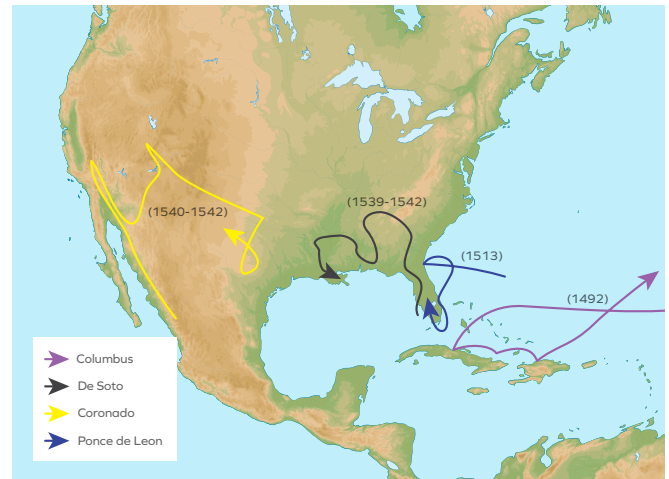 (1540-1542)
(1539-1542)
(1513)
(1492)
Columbus
De Soto
Coronado
Ponce de Leon